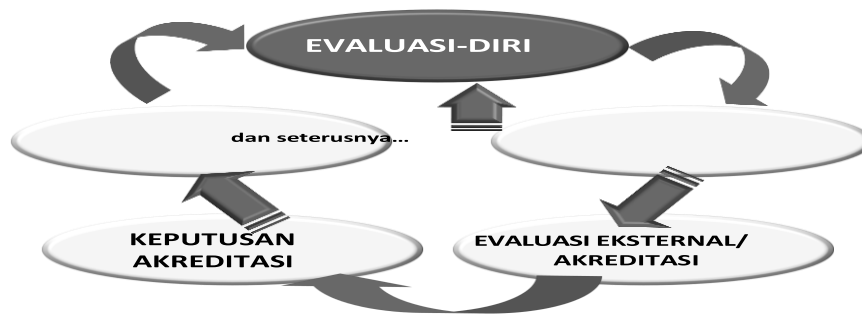 EVALUASI-DIRI
dan seterusnya...
KEPUTUSAN
AKREDITASI
EVALUASI EKSTERNAL/
AKREDITASI